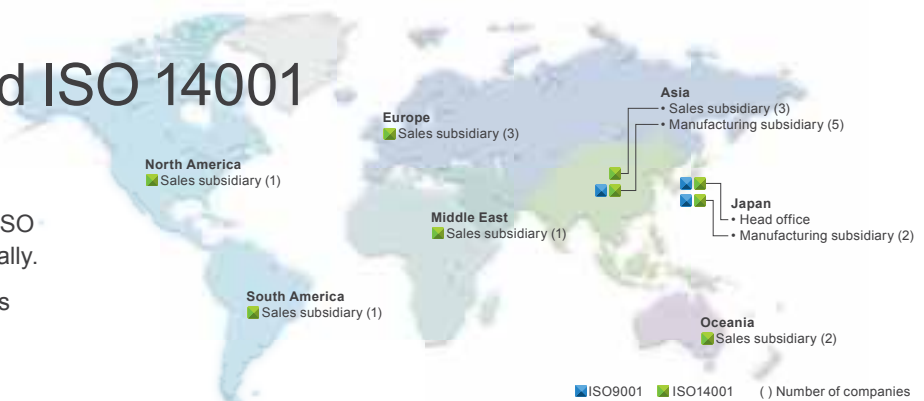 d ISO 14001
SO
ally.
s
North America
Sales subsidiary (1)
Europe
Sales subsidiary (3)
Asia
• Sales subsidiary (3)
• Manufacturing subsidiary (5)
Middle East
Sales subsidiary (1)
Japan
• Head office
• Manufacturing subsidiary (2)
South America
Sales subsidiary (1)
Oceania
Sales subsidiary (2)
ISO9001 ISO14001 ( ) Number of companies